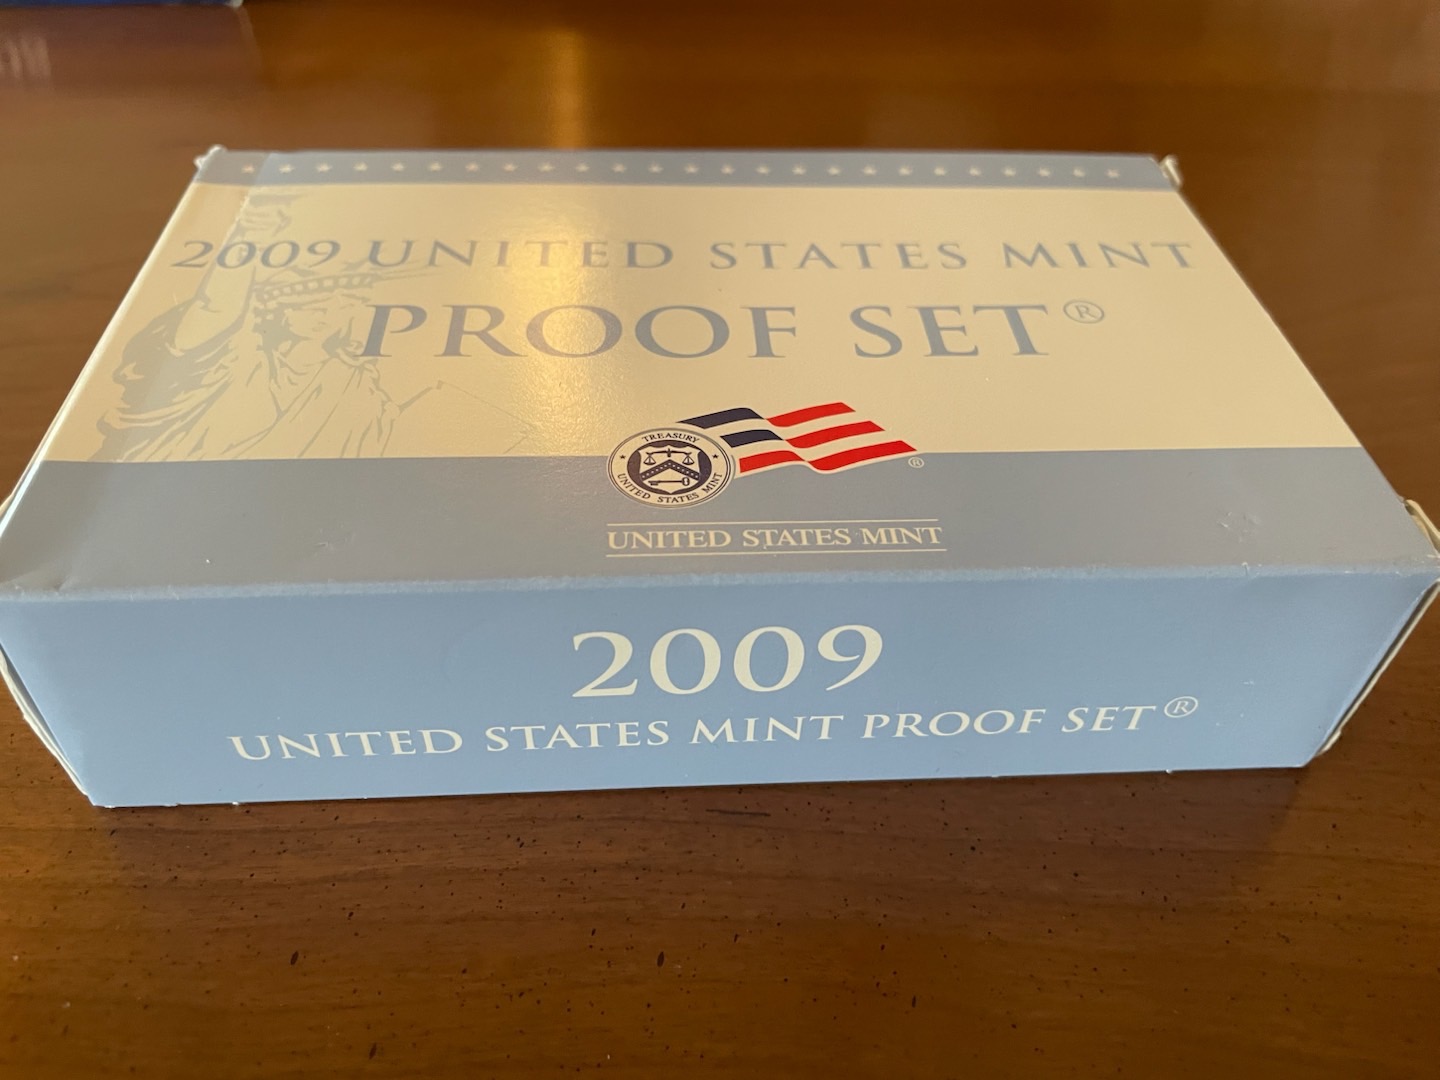 2009 UNITED STATES MINT
PROOF SET®
TREASURY
UNITED STATES MINT
®
UNITED STATES MINT
2009
UNITED STATES MINT PROOF SET®